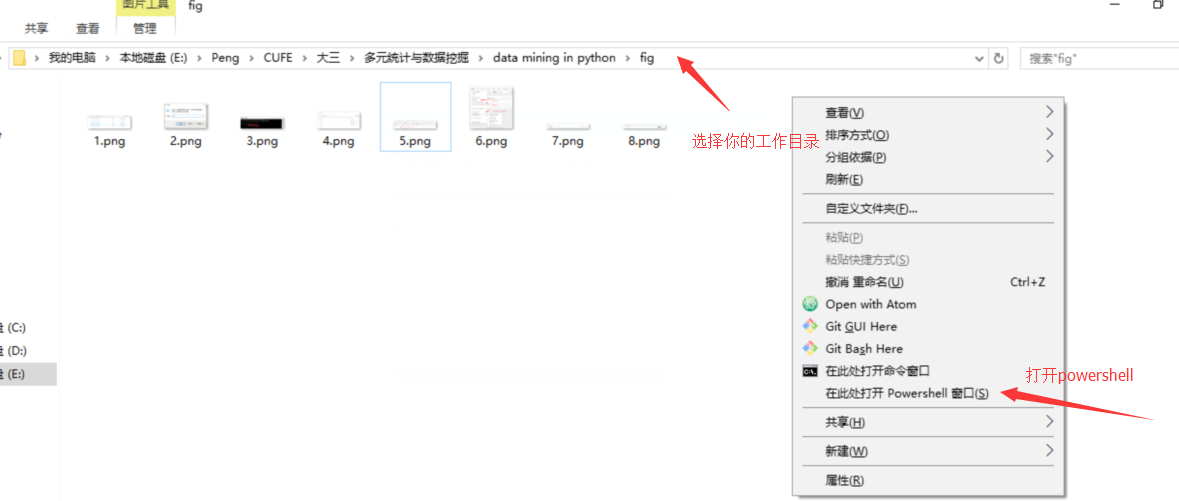 图片工具 fig
共享 查看 管理
我的电脑 本地磁盘 (E:) Peng CUFE 大三 多元统计与数据挖掘 data mining in python fig 搜索"fig"
1.png 2.png 3.png 4.png 5.png 6.png 7.png 8.png
选择你的工作目录
查看(V)
排序方式(O)
分组依据(P)
刷新(E)
自定义文件夹(F)...
粘贴(P)
粘贴快捷方式(S)
撤消 重命名(U) Ctrl+Z
Open with Atom
Git GUI Here
Git Bash Here
在此处打开命令窗口
在此处打开 Powershell 窗口(S)
打开powershell
共享(H)
新建(W)
属性(R)
盘 (C:)
盘 (D:)
盘 (E:)